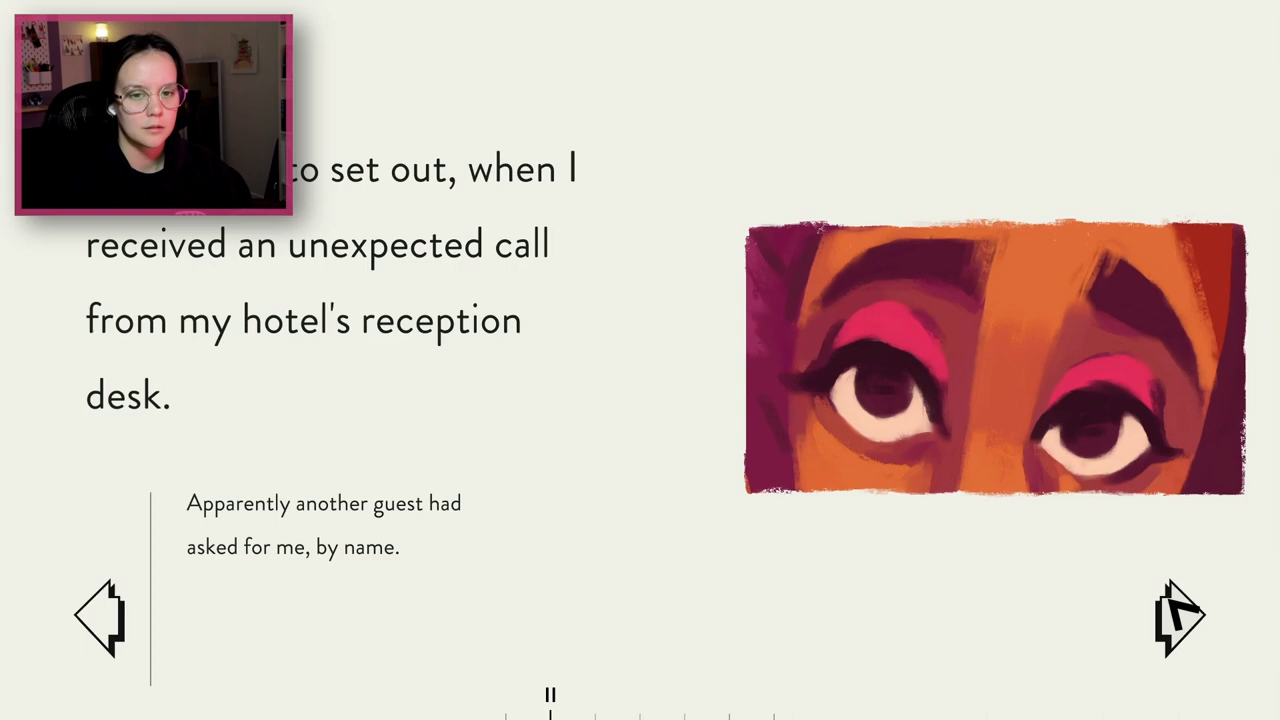 to set out, when I
received an unexpected call
from my hotel's reception
desk.
Apparently another guest had
asked for me, by name.
II